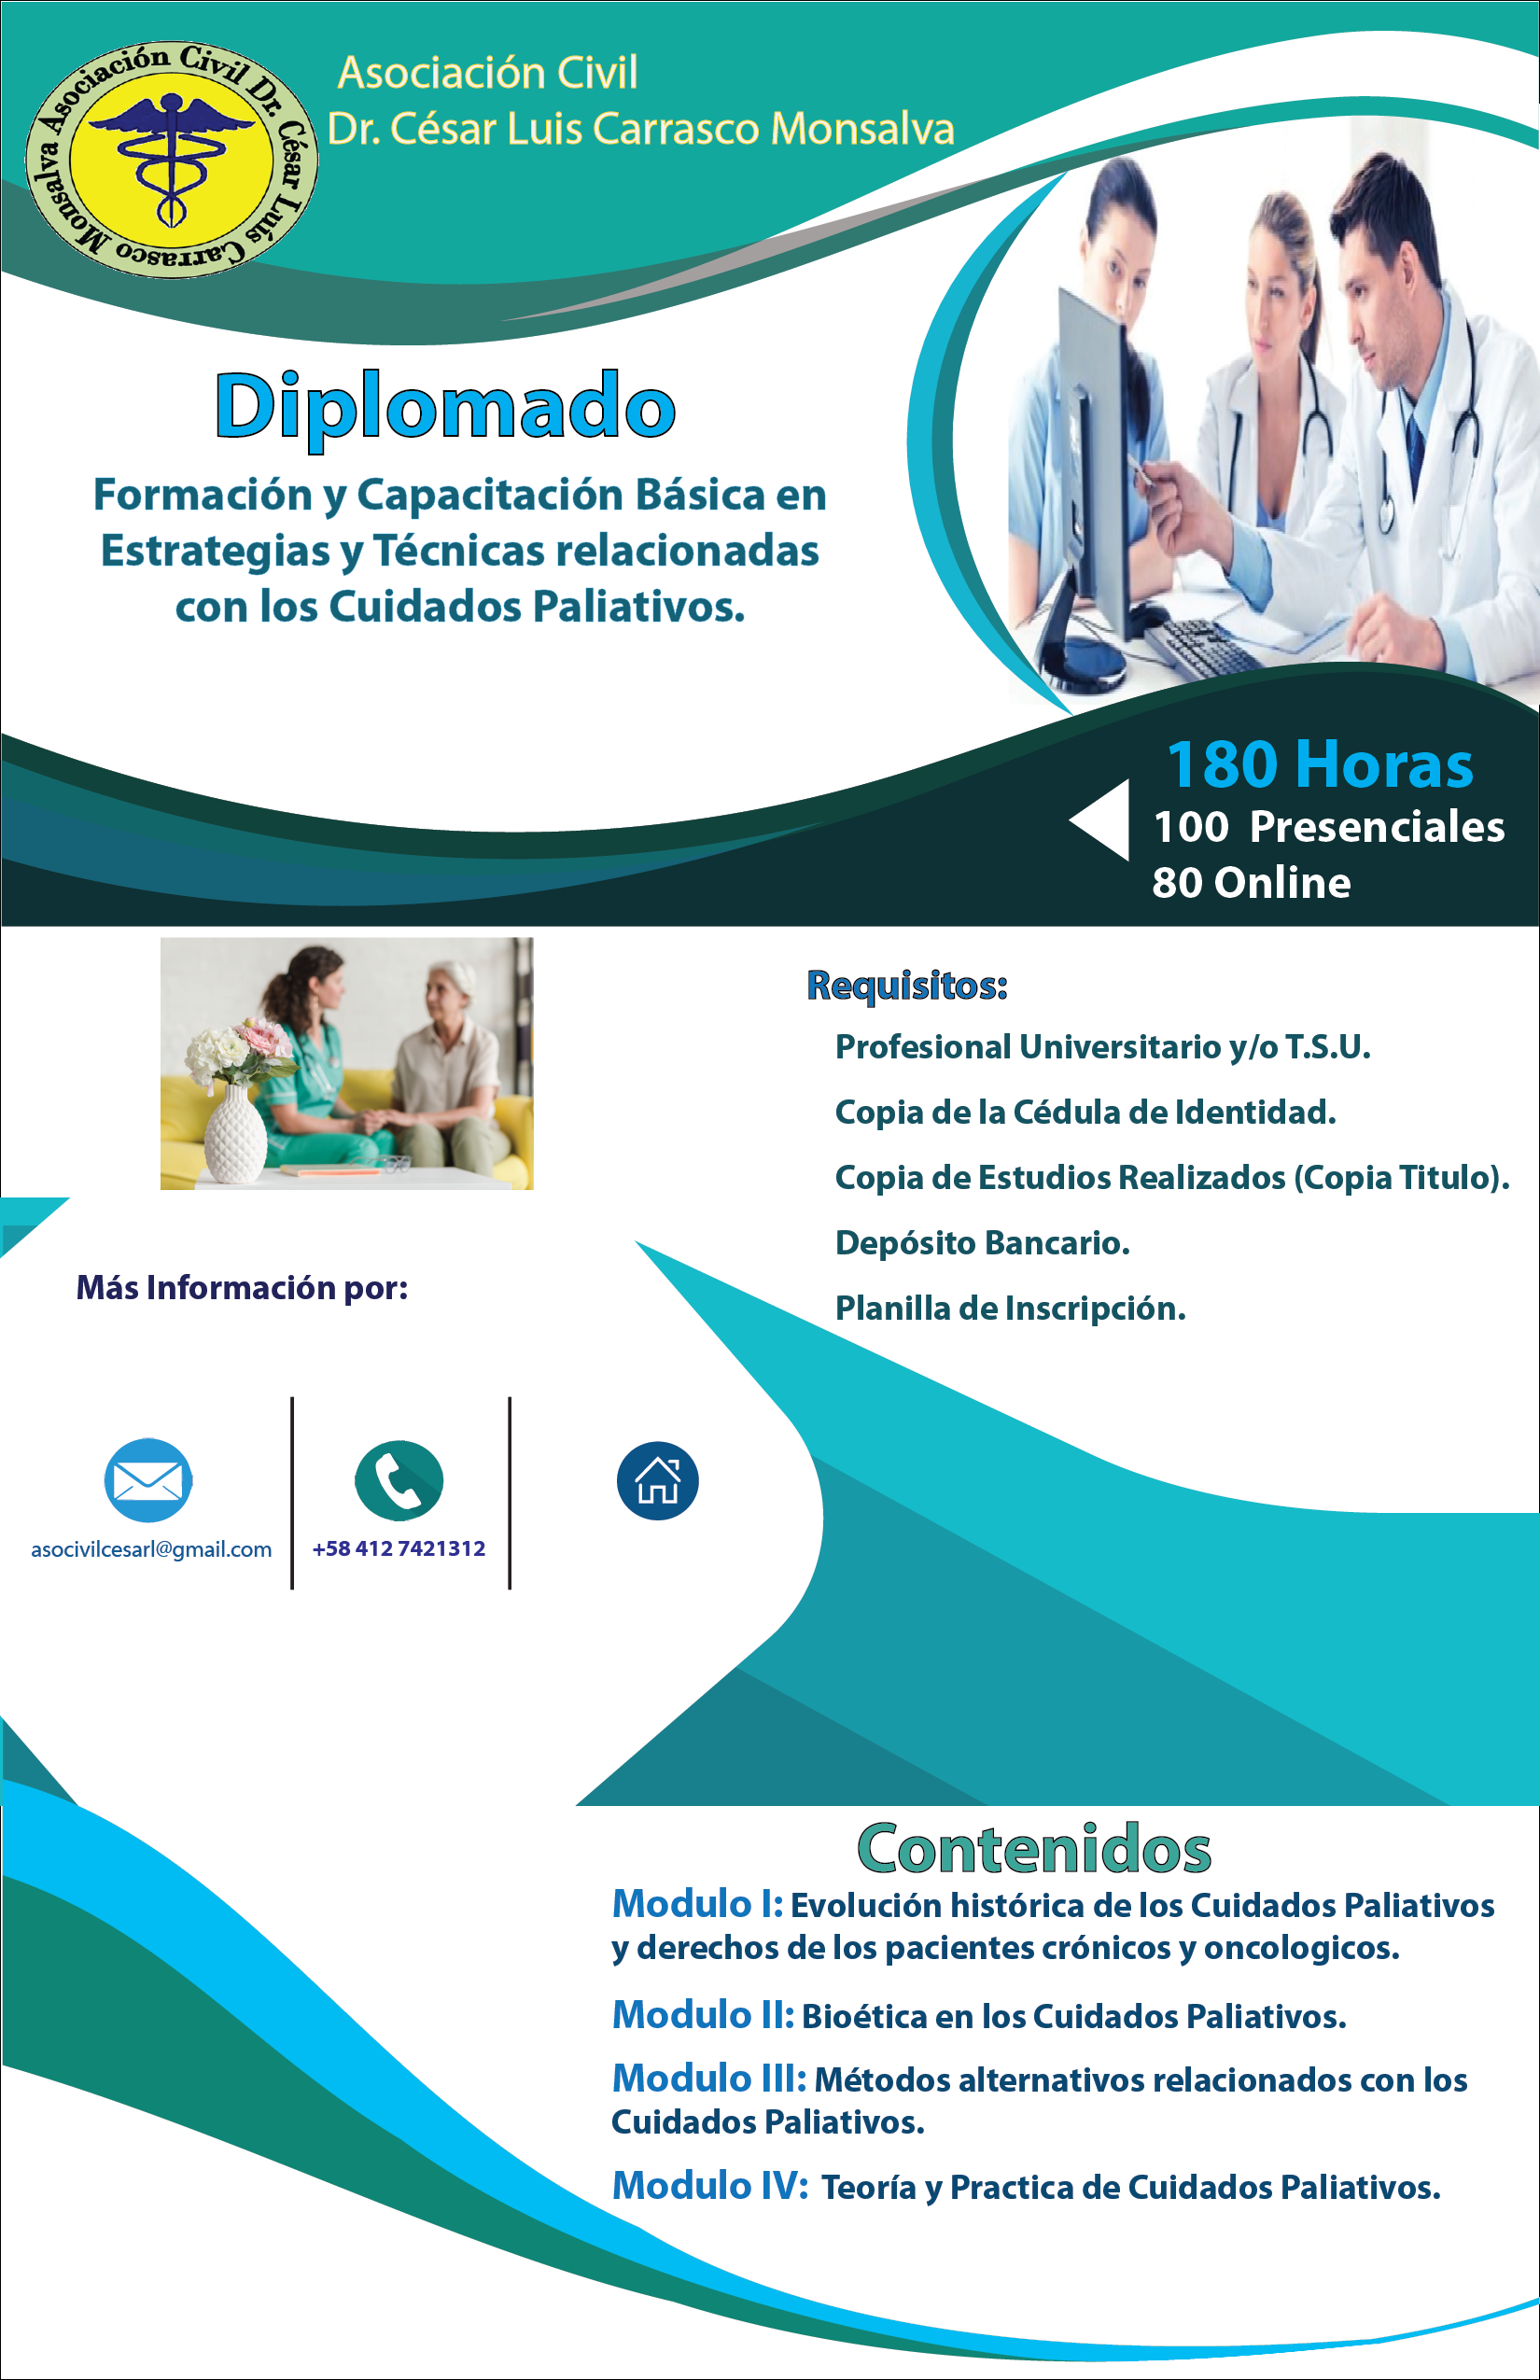 Asociación Civil Dr. César Luís Carrasco Monsalva
Asociación Civil
Dr. César Luis Carrasco Monsalva
Diplomado
Formación y Capacitación Básica en
Estrategias y Técnicas relacionadas
con los Cuidados Paliativos.
180 Horas
100 Presenciales
80 Online
Requisitos:
Profesional Universitario y/o T.S.U.
Copia de la Cédula de Identidad.
Copia de Estudios Realizados (Copia Titulo).
Depósito Bancario.
Planilla de Inscripción.
Más Información por:
asocivilcesarl@gmail.com
+58 412 7421312
Contenidos
Modulo I: Evolución histórica de los Cuidados Paliativos
y derechos de los pacientes crónicos y oncologicos.
Modulo II: Bioética en los Cuidados Paliativos.
Modulo III: Métodos alternativos relacionados con los
Cuidados Paliativos.
Modulo IV: Teoría y Practica de Cuidados Paliativos.